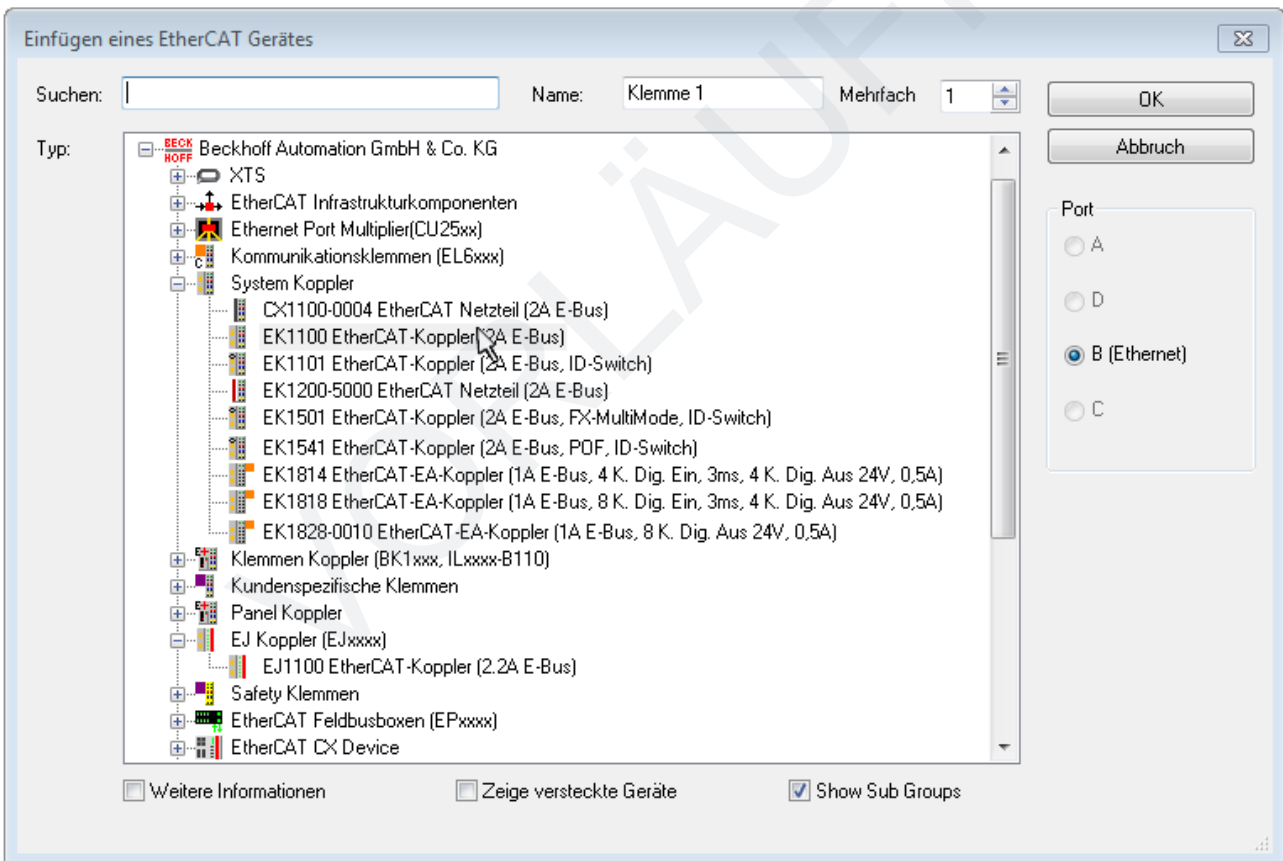 Einfügen eines EtherCAT Gerätes
Suchen: Name: Klemme 1 Mehrfach 1 OK
Typ: BECK HOFF Beckhoff Automation GmbH & Co. KG Abbruch
XTS
EtherCAT Infrastrukturkomponenten Port
Ethernet Port Multiplier(CU25xx) A
Kommunikationsklemmen (EL6xxx)
System Koppler
CX1100-0004 EtherCAT Netzteil (2A E-Bus) D
EK1100 EtherCAT-Koppler (2A E-Bus)
EK1101 EtherCAT-Koppler (2A E-Bus, ID-Switch) B (Ethernet)
EK1200-5000 EtherCAT Netzteil (2A E-Bus)
EK1501 EtherCAT-Koppler (2A E-Bus, FX-MultiMode, ID-Switch) C
EK1541 EtherCAT-Koppler (2A E-Bus, POF, ID-Switch)
EK1814 EtherCAT-EA-Koppler (1A E-Bus, 4 K. Dig. Ein, 3ms, 4 K. Dig. Aus 24V, 0,5A)
EK1818 EtherCAT-EA-Koppler (1A E-Bus, 8 K. Dig. Ein, 3ms, 4 K. Dig. Aus 24V, 0,5A)
EK1828-0010 EtherCAT-EA-Koppler (1A E-Bus, 8 K. Dig. Aus 24V, 0,5A)
Klemmen Koppler (BK1xxx, ILxxxx-B110)
Kundenspezifische Klemmen
Panel Koppler
EJ Koppler (EJxxxx)
EJ1100 EtherCAT-Koppler (2.2A E-Bus)
Safety Klemmen
EtherCAT Feldbusboxen (EPxxxx)
EtherCAT CX Device
Weitere Informationen Zeige versteckte Geräte Show Sub Groups